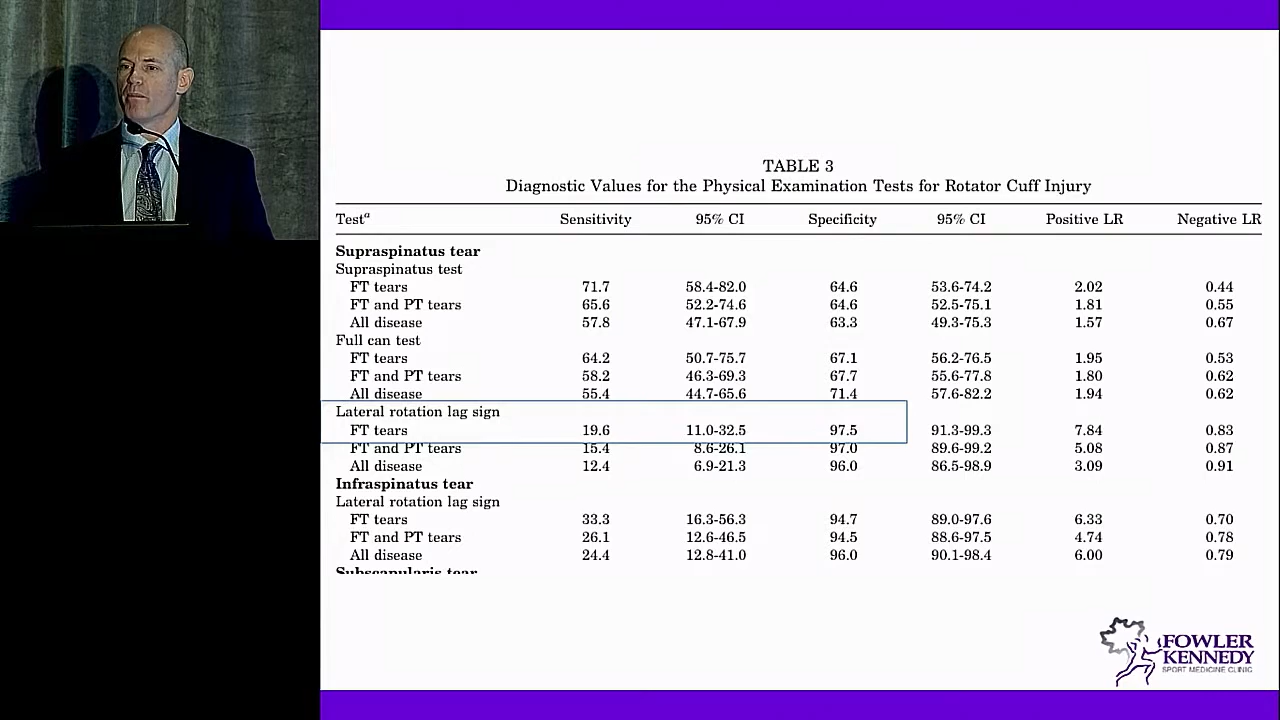 TABLE 3
Diagnostic Values for the Physical Examination Tests for Rotator Cuff Injury
Testa Sensitivity 95% CI Specificity 95% CI Positive LR Negative LR
Supraspinatus tear
Supraspinatus test
FT tears 71.7 58.4-82.0 64.6 53.6-74.2 2.02 0.44
FT and PT tears 65.6 52.2-74.6 64.6 52.5-75.1 1.81 0.55
All disease 57.8 47.1-67.9 63.3 49.3-75.3 1.57 0.67
Full can test
FT tears 64.2 50.7-75.7 67.1 56.2-76.5 1.95 0.53
FT and PT tears 58.2 46.3-69.3 67.7 55.6-77.8 1.80 0.62
All disease 55.4 44.7-65.6 71.4 57.6-82.2 1.94 0.62
Lateral rotation lag sign
FT tears 19.6 11.0-32.5 97.5 91.3-99.3 7.84 0.83
FT and PT tears 15.4 8.6-26.1 97.0 89.6-99.2 5.08 0.87
All disease 12.4 6.9-21.3 96.0 86.5-98.9 3.09 0.91
Infraspinatus tear
Lateral rotation lag sign
FT tears 33.3 16.3-56.3 94.7 89.0-97.6 6.33 0.70
FT and PT tears 26.1 12.6-46.5 94.5 88.6-97.5 4.74 0.78
All disease 24.4 12.8-41.0 96.0 90.1-98.4 6.00 0.79
Subscapularis tear
FOWLER
KENNEDY
SPORT MEDICINE CLINIC